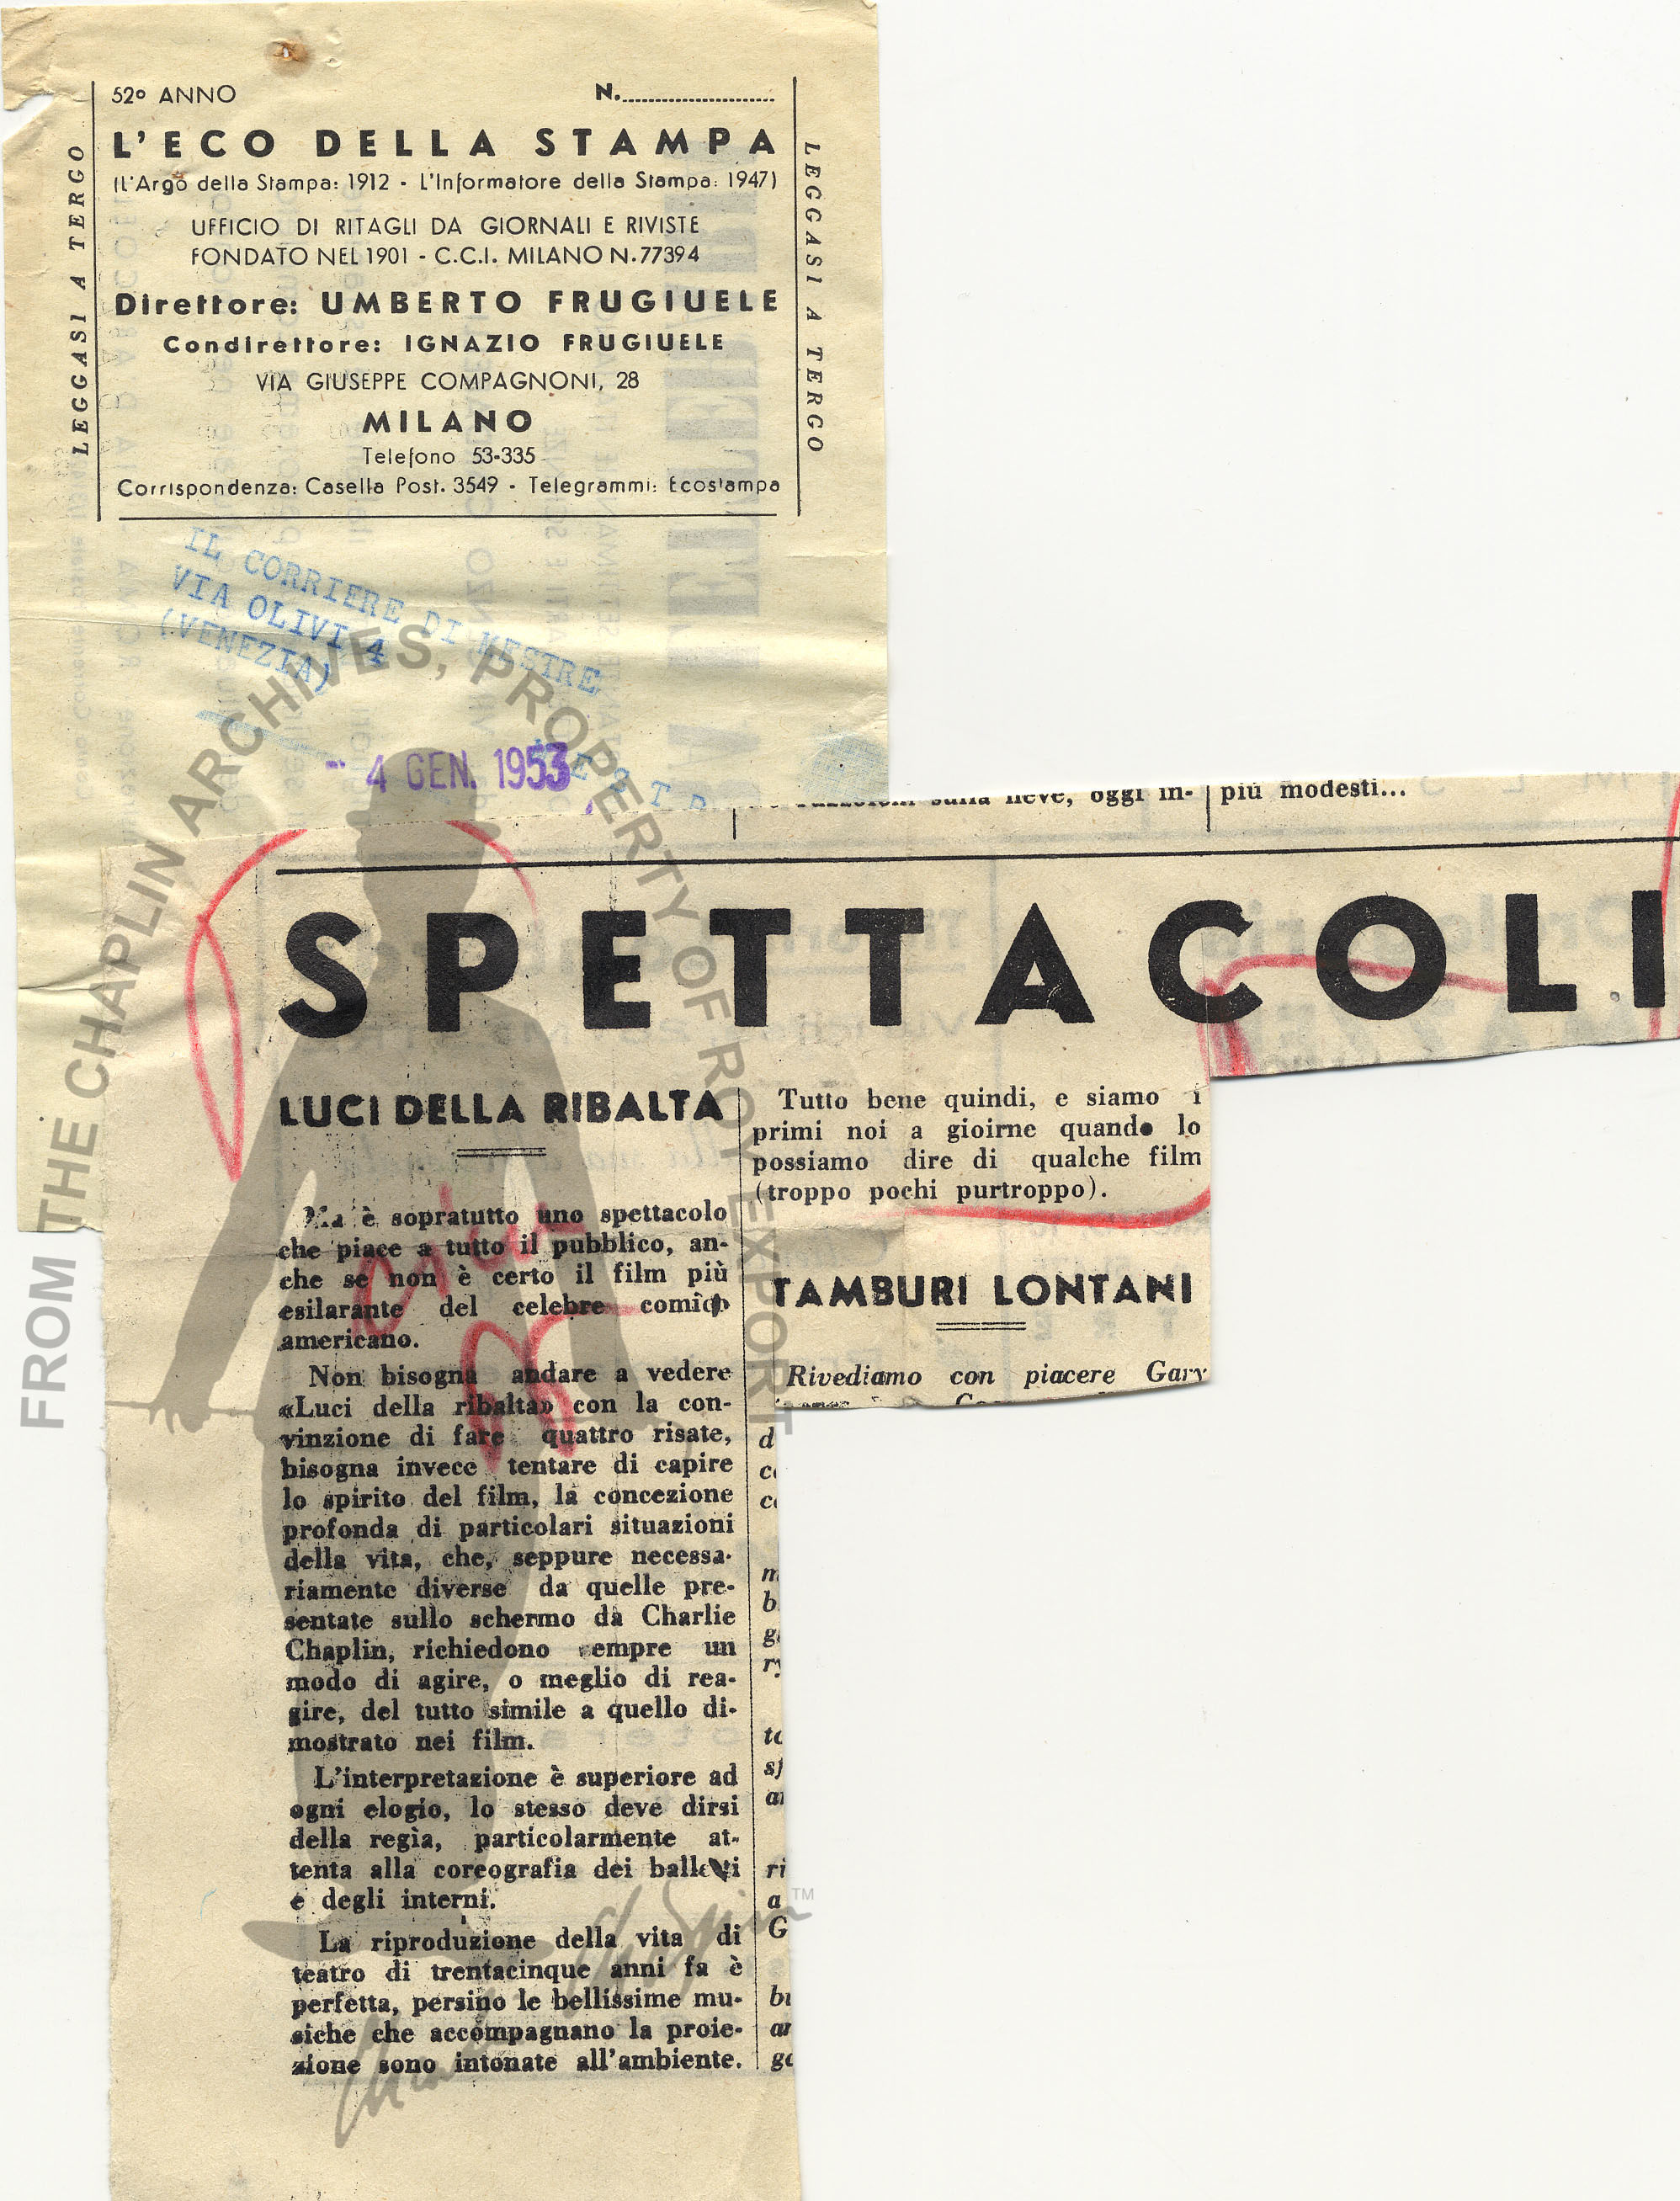 52º ANNO N.
L'ECO DELLA STAMPA
(L'Argo della Stampa: 1912 - L'Informatore della Stampa: 1947)
UFFICIO DI RITAGLI DA GIORNALI E RIVISTE
FONDATO NEL 1901 - C.C.I. MILANO N. 77394
Direttore: UMBERTO FRUGIUELE
Condirettore: IGNAZIO FRUGIUELE
VIA GIUSEPPE COMPAGNONI, 28
MILANO
Telefono 53-335
Corrispondenza: Casella Post. 3549 - Telegrammi: Ecostampa
LEGGASI A TERGO
LEGGASI A TERGO
IL CORRIERE DI MESTRE
VIA OLIVI 4
(VENEZIA)
- 4 GEN. 1953
FROM THE CHAPLIN ARCHIVES, PROPERTY OF ROY EXPORT
sulla neve, oggi in-
più modesti...
SPETTACOLI
LUCI DELLA RIBALTA
Ma è sopratutto uno spettacolo
che piace a tutto il pubblico, an-
che se non è certo il film più
esilarante del celebre comico
americano.
Non bisogna andare a vedere
«Luci della ribalta» con la con-
vinzione di fare quattro risate,
bisogna invece tentare di capire
lo spirito del film, la concezione
profonda di particolari situazioni
della vita, che, seppure necessa-
riamente diverse da quelle pre-
sentate sullo schermo da Charlie
Chaplin, richiedono sempre un
modo di agire, o meglio di rea-
gire, del tutto simile a quello di-
mostrato nei film.
L'interpretazione è superiore ad
ogni elogio, lo stesso deve dirsi
della regìa, particolarmente at-
tenta alla coreografia dei balletti
e degli interni.
La riproduzione della vita di
teatro di trentacinque anni fa è
perfetta, persino le bellissime mu-
siche che accompagnano la proie-
zione sono intonate all'ambiente.
Tutto bene quindi, e siamo i
primi noi a gioirne quando lo
possiamo dire di qualche film
(troppo pochi purtroppo).
TAMBURI LONTANI
Rivediamo con piacere Gary
TM